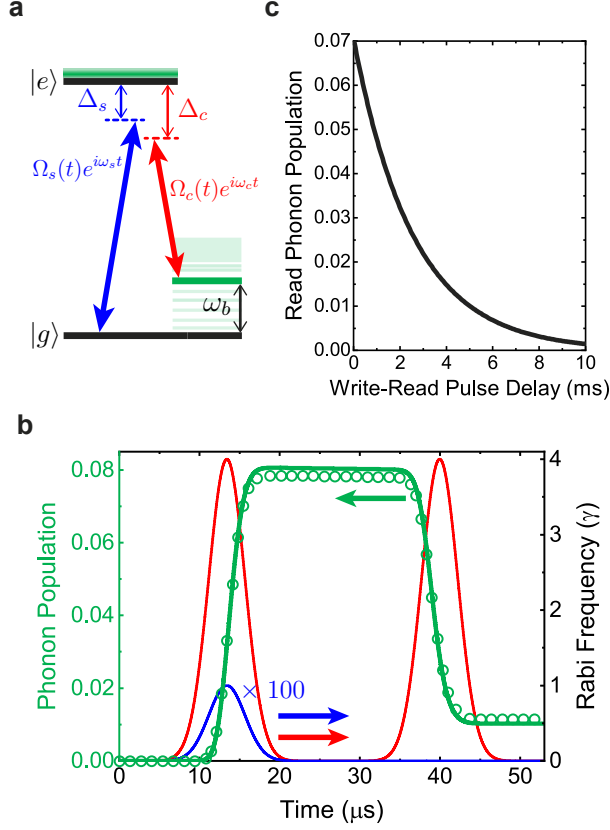 a
|e⟩
Δs
Δc
Ωs(t)e^{iωst}
Ωc(t)e^{iωct}
ωb
|g⟩
c
Read Phonon Population
0.07
0.06
0.05
0.04
0.03
0.02
0.01
0.00
0 2 4 6 8 10
Write-Read Pulse Delay (ms)
b
Phonon Population
0.08
0.06
0.04
0.02
0.00
× 100
4
3
2
1
0
Rabi Frequency (γ)
0 10 20 30 40 50
Time (μs)